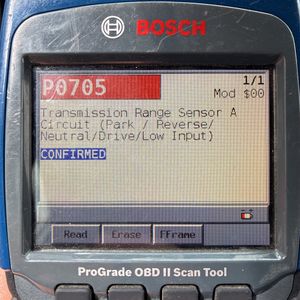 BOSCH
P0705
1/1
Mod $00
Transmission Range Sensor A
Circuit (Park / Reverse/
Neutral/Drive/Low Input)
CONFIRMED
Read Erase FFrame
ProGrade OBD II Scan Tool